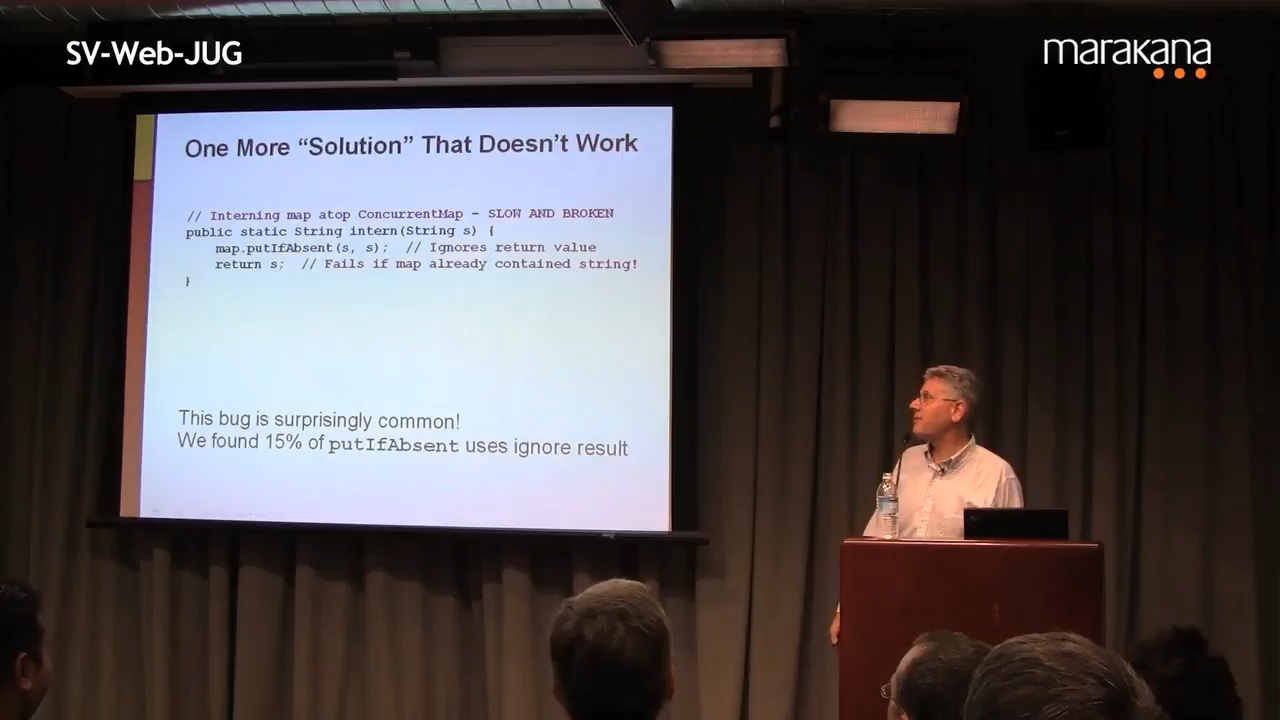 SV-Web-JUG
marakana
One More “Solution” That Doesn’t Work
// Interning map atop ConcurrentMap - SLOW AND BROKEN
public static String intern(String s) {
map.putIfAbsent(s, s); // Ignores return value
return s; // Fails if map already contained string!
}
This bug is surprisingly common!
We found 15% of putIfAbsent uses ignore result